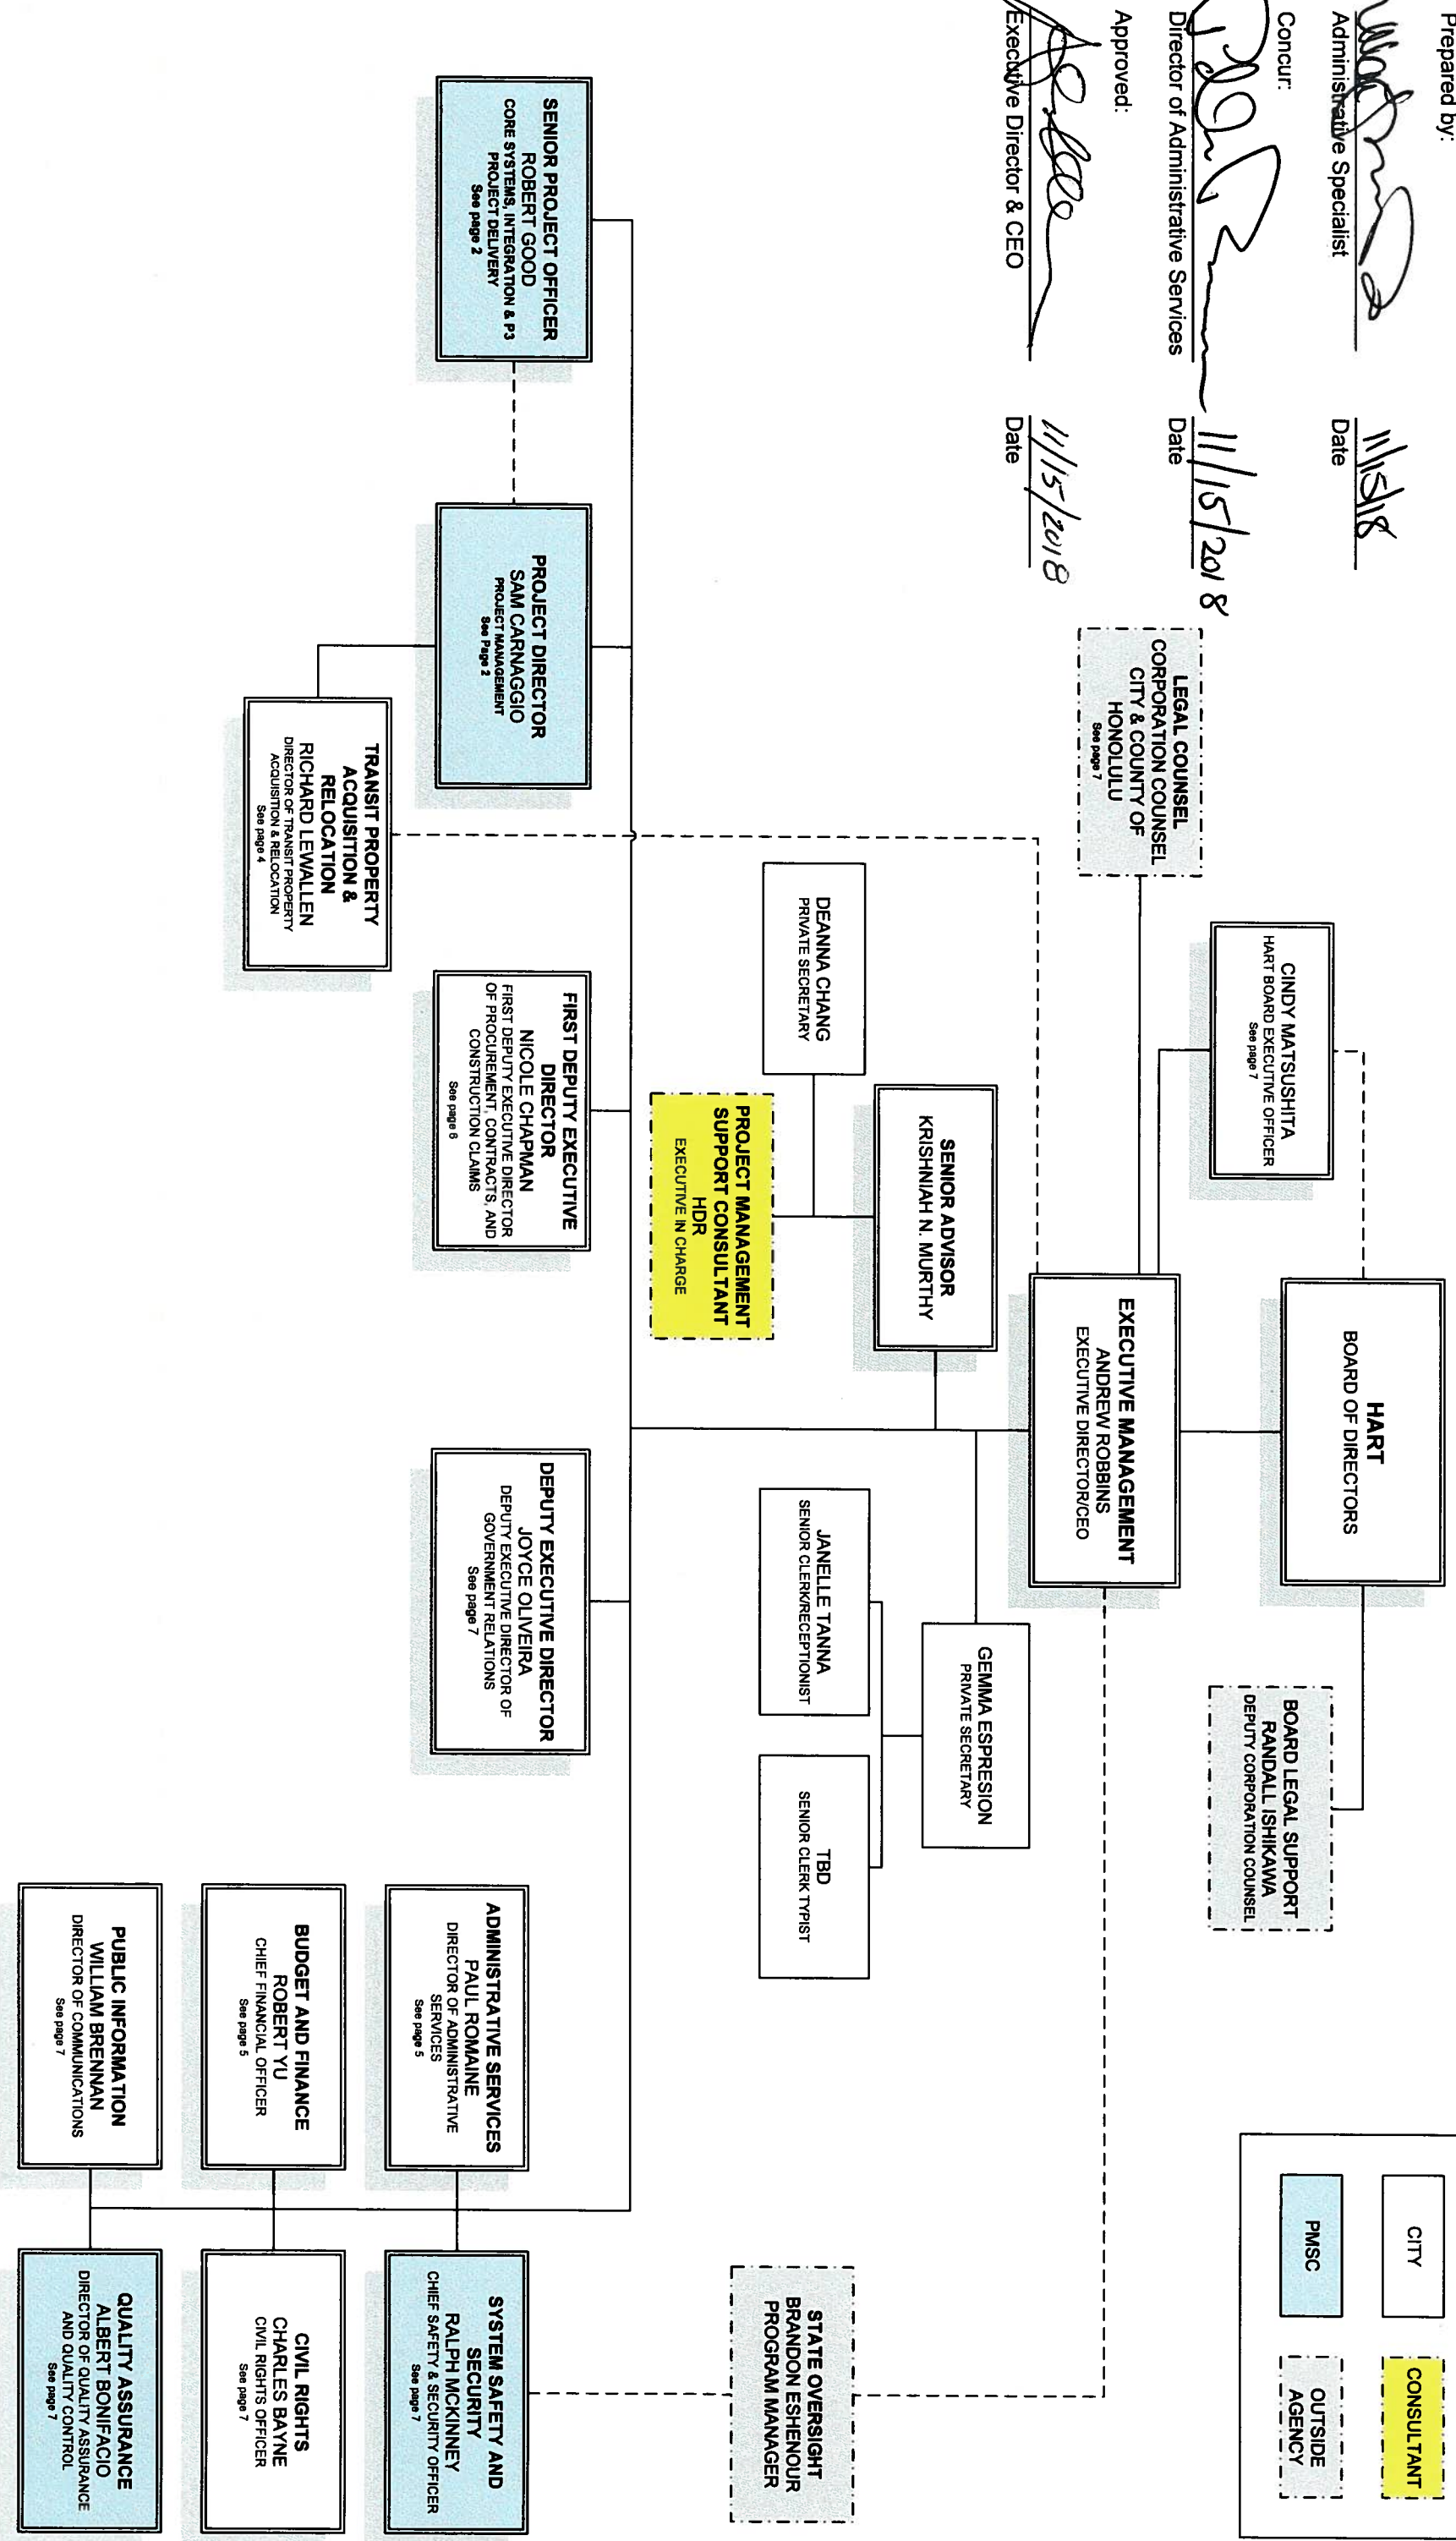 Prepared by:
11/15/18
Administrative Specialist
Date
Concur:
11/15/2018
Director of Administrative Services
Date
Approved:
11/15/2018
Executive Director & CEO
Date
CITY
CONSULTANT
PMSC
OUTSIDE
AGENCY
HART
BOARD OF DIRECTORS
CINDY MATSUSHITA
HART BOARD EXECUTIVE OFFICER
See page 7
BOARD LEGAL SUPPORT
RANDALL ISHIKAWA
DEPUTY CORPORATION COUNSEL
LEGAL COUNSEL
CORPORATION COUNSEL
CITY & COUNTY OF
HONOLULU
See page 7
EXECUTIVE MANAGEMENT
ANDREW ROBBINS
EXECUTIVE DIRECTOR/CEO
SENIOR ADVISOR
KRISHNIAH N. MURTHY
GEMMA ESPRESION
PRIVATE SECRETARY
DEANNA CHANG
PRIVATE SECRETARY
JANELLE TANNA
SENIOR CLERK/RECEPTIONIST
TBD
SENIOR CLERK TYPIST
STATE OVERSIGHT
BRANDON ESHENOUR
PROGRAM MANAGER
PROJECT MANAGEMENT
SUPPORT CONSULTANT
HDR
EXECUTIVE IN CHARGE
SENIOR PROJECT OFFICER
ROBERT GOOD
CORE SYSTEMS, INTEGRATION & P3
PROJECT DELIVERY
See page 2
PROJECT DIRECTOR
SAM CARNAGGIO
PROJECT MANAGEMENT
See Page 2
FIRST DEPUTY EXECUTIVE
DIRECTOR
NICOLE CHAPMAN
FIRST DEPUTY EXECUTIVE DIRECTOR
OF PROCUREMENT, CONTRACTS, AND
CONSTRUCTION CLAIMS
See page 6
DEPUTY EXECUTIVE DIRECTOR
JOYCE OLIVEIRA
DEPUTY EXECUTIVE DIRECTOR OF
GOVERNMENT RELATIONS
See page 7
TRANSIT PROPERTY
ACQUISITION &
RELOCATION
RICHARD LEWALLEN
DIRECTOR OF TRANSIT PROPERTY
ACQUISITION & RELOCATION
See page 4
ADMINISTRATIVE SERVICES
PAUL ROMAINE
DIRECTOR OF ADMINISTRATIVE
SERVICES
See page 5
SYSTEM SAFETY AND
SECURITY
RALPH MCKINNEY
CHIEF SAFETY & SECURITY OFFICER
See page 7
BUDGET AND FINANCE
ROBERT YU
CHIEF FINANCIAL OFFICER
See page 5
CIVIL RIGHTS
CHARLES BAYNE
CIVIL RIGHTS OFFICER
See page 7
PUBLIC INFORMATION
WILLIAM BRENNAN
DIRECTOR OF COMMUNICATIONS
See page 7
QUALITY ASSURANCE
ALBERT BONIFACIO
DIRECTOR OF QUALITY ASSURANCE
AND QUALITY CONTROL
See page 7